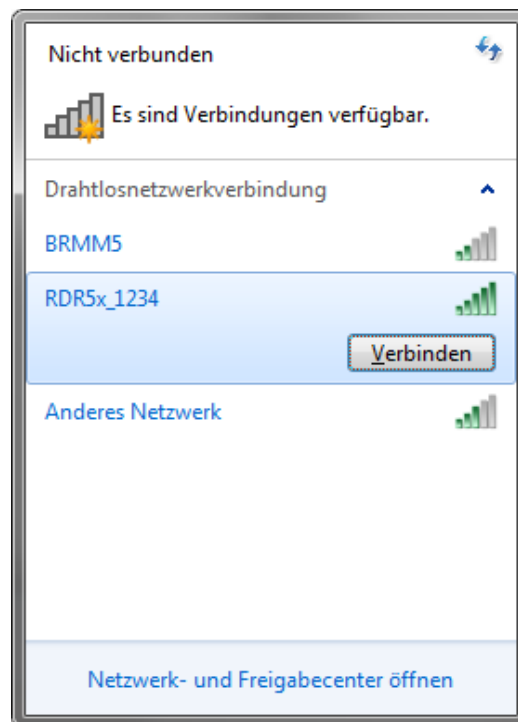 Nicht verbunden
Es sind Verbindungen verfügbar.
Drahtlosnetzwerkverbindung
BRMM5
RDR5x_1234
Verbinden
Anderes Netzwerk
Netzwerk- und Freigabecenter öffnen